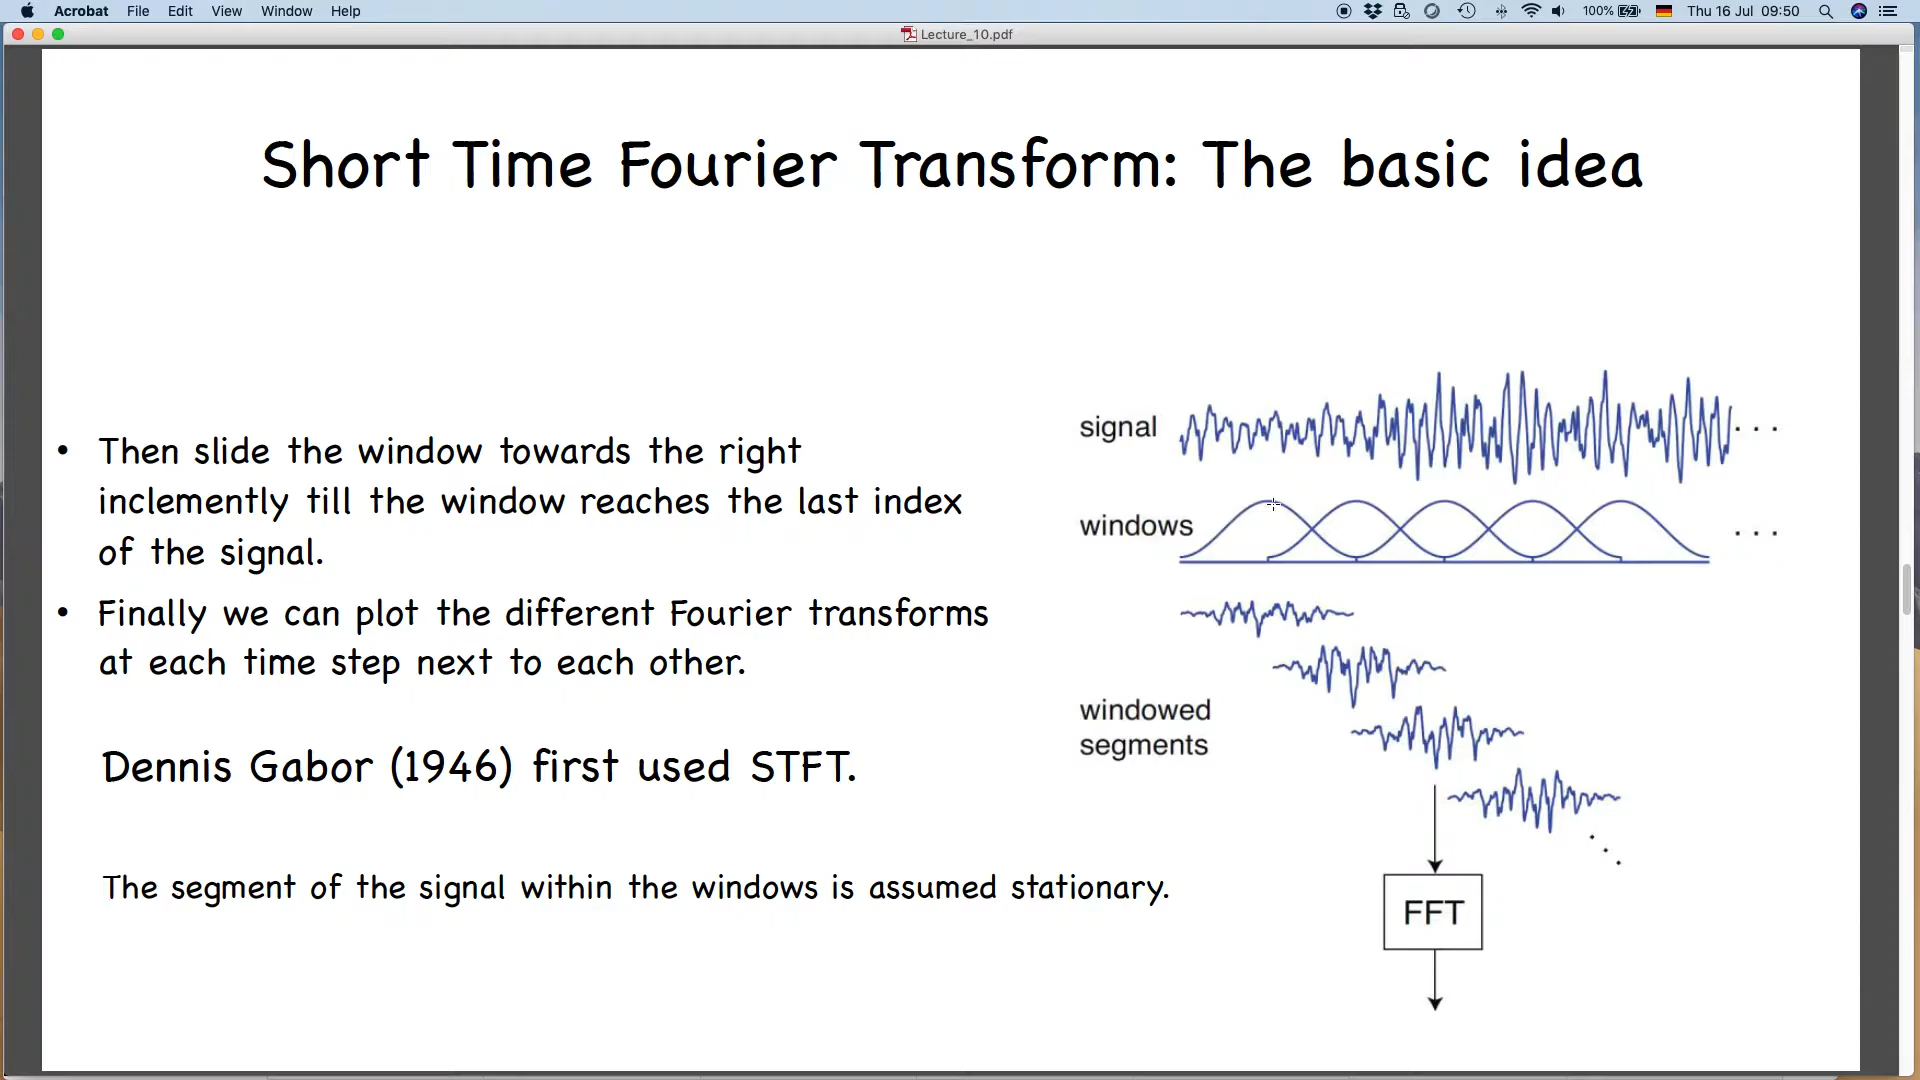 Acrobat File Edit View Window Help
100% Thu 16 Jul 09:50
Lecture_10.pdf
Short Time Fourier Transform: The basic idea
• Then slide the window towards the right
inclemently till the window reaches the last index
of the signal.
• Finally we can plot the different Fourier transforms
at each time step next to each other.
Dennis Gabor (1946) first used STFT.
The segment of the signal within the windows is assumed stationary.
signal
. . .
windows
. . .
windowed
segments
FFT